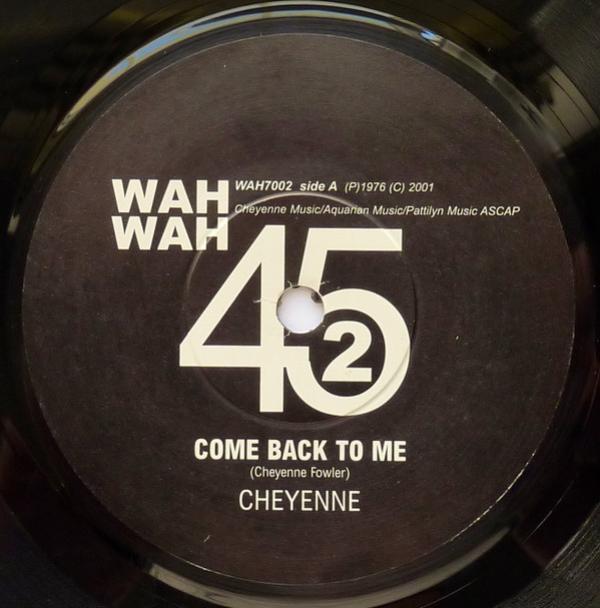 WAH
WAH
WAH7002 side A (P)1976 (C) 2001
Cheyenne Music/Aquarian Music/Pattilyn Music ASCAP
45
2
COME BACK TO ME
(Cheyenne Fowler)
CHEYENNE